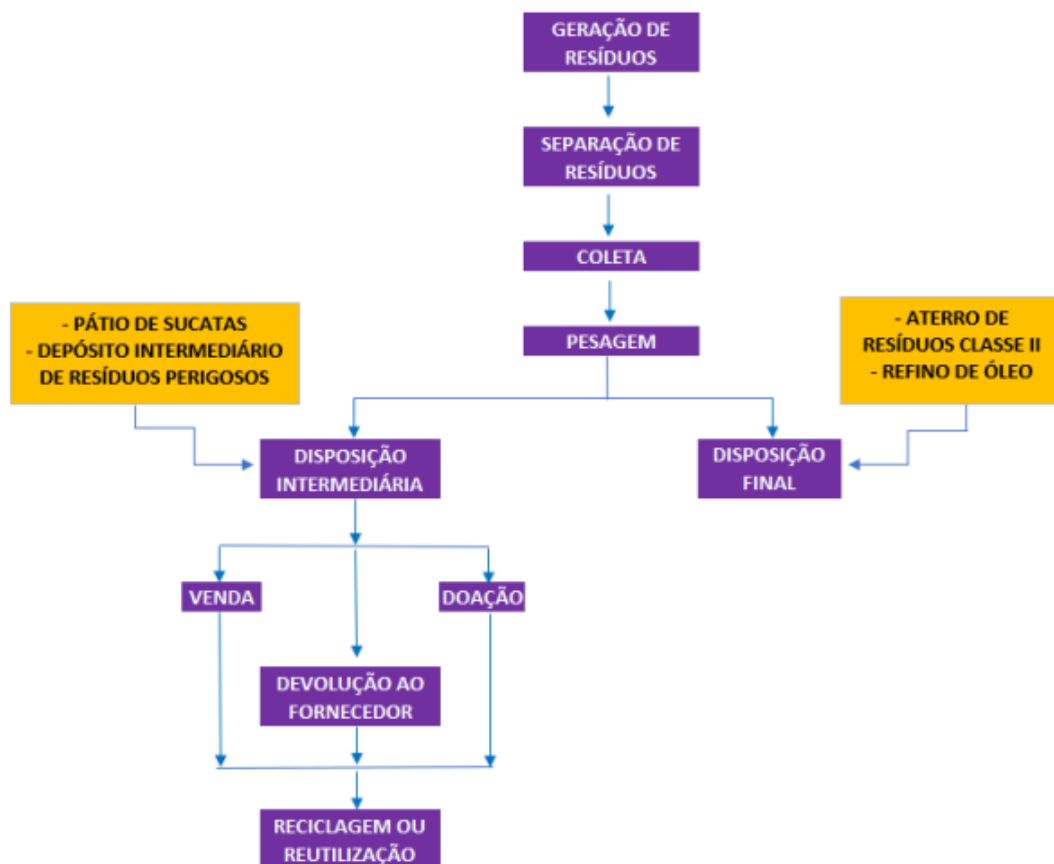 GERAÇÃO DE
RESÍDUOS
SEPARAÇÃO DE
RESÍDUOS
COLETA
- PÁTIO DE SUCATAS
- DEPÓSITO INTERMEDIÁRIO
DE RESÍDUOS PERIGOSOS
PESAGEM
- ATERRO DE
RESÍDUOS CLASSE II
- REFINO DE ÓLEO
DISPOSIÇÃO
INTERMEDIÁRIA
DISPOSIÇÃO
FINAL
VENDA
DOAÇÃO
DEVOLUÇÃO AO
FORNECEDOR
RECICLAGEM OU
REUTILIZAÇÃO